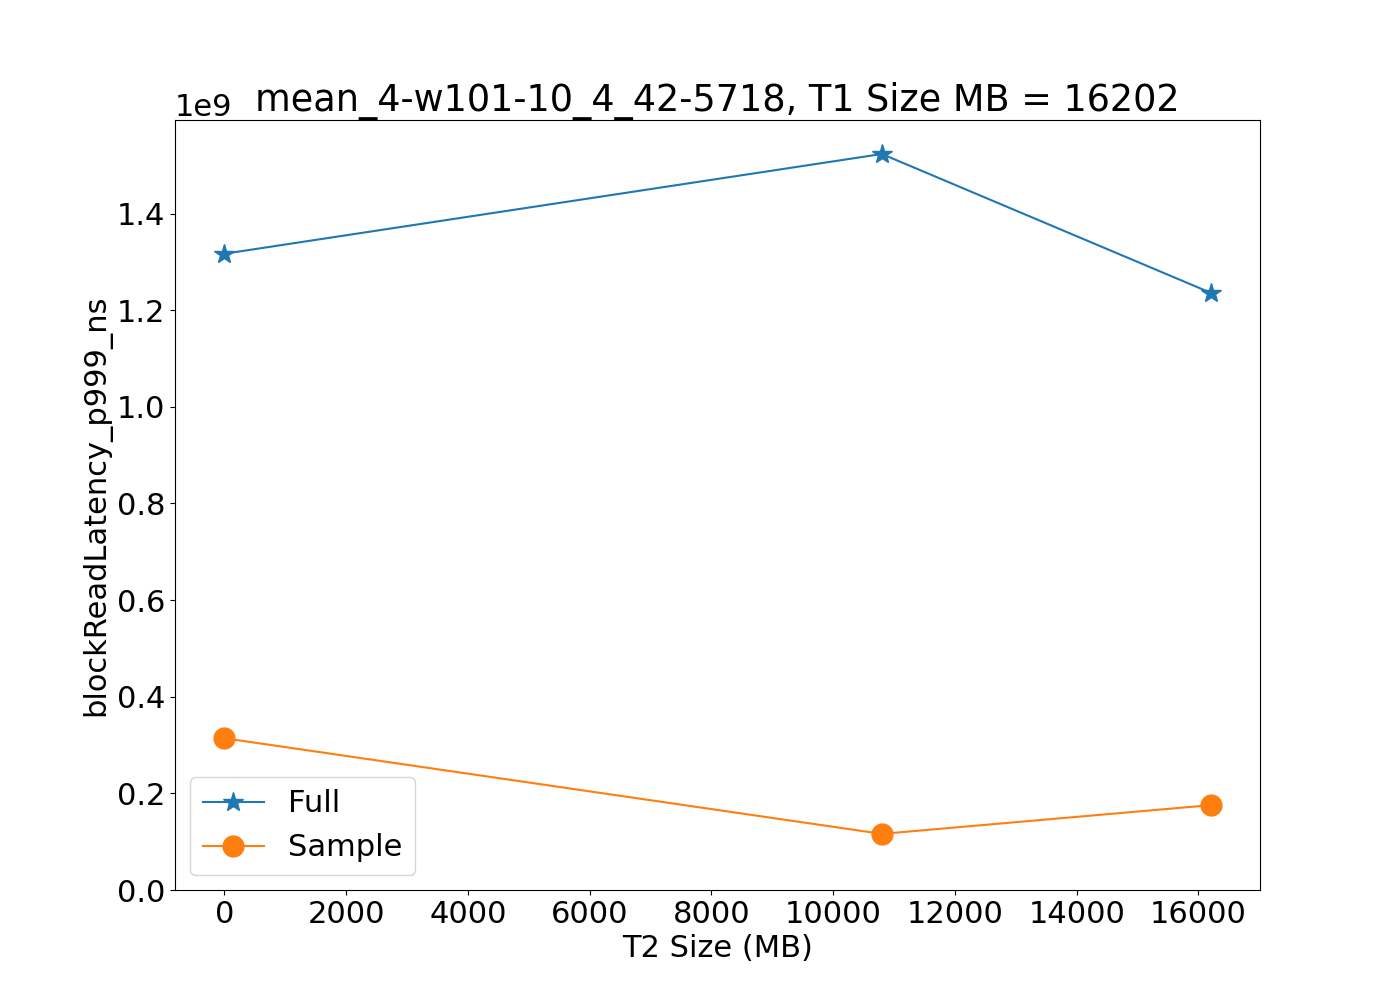 1e9
mean_4-w101-10_4_42-5718, T1 Size MB = 16202
blockReadLatency_p999_ns
1.4
1.2
1.0
0.8
0.6
0.4
0.2
0.0
Full
Sample
0 2000 4000 6000 8000 10000 12000 14000 16000
T2 Size (MB)